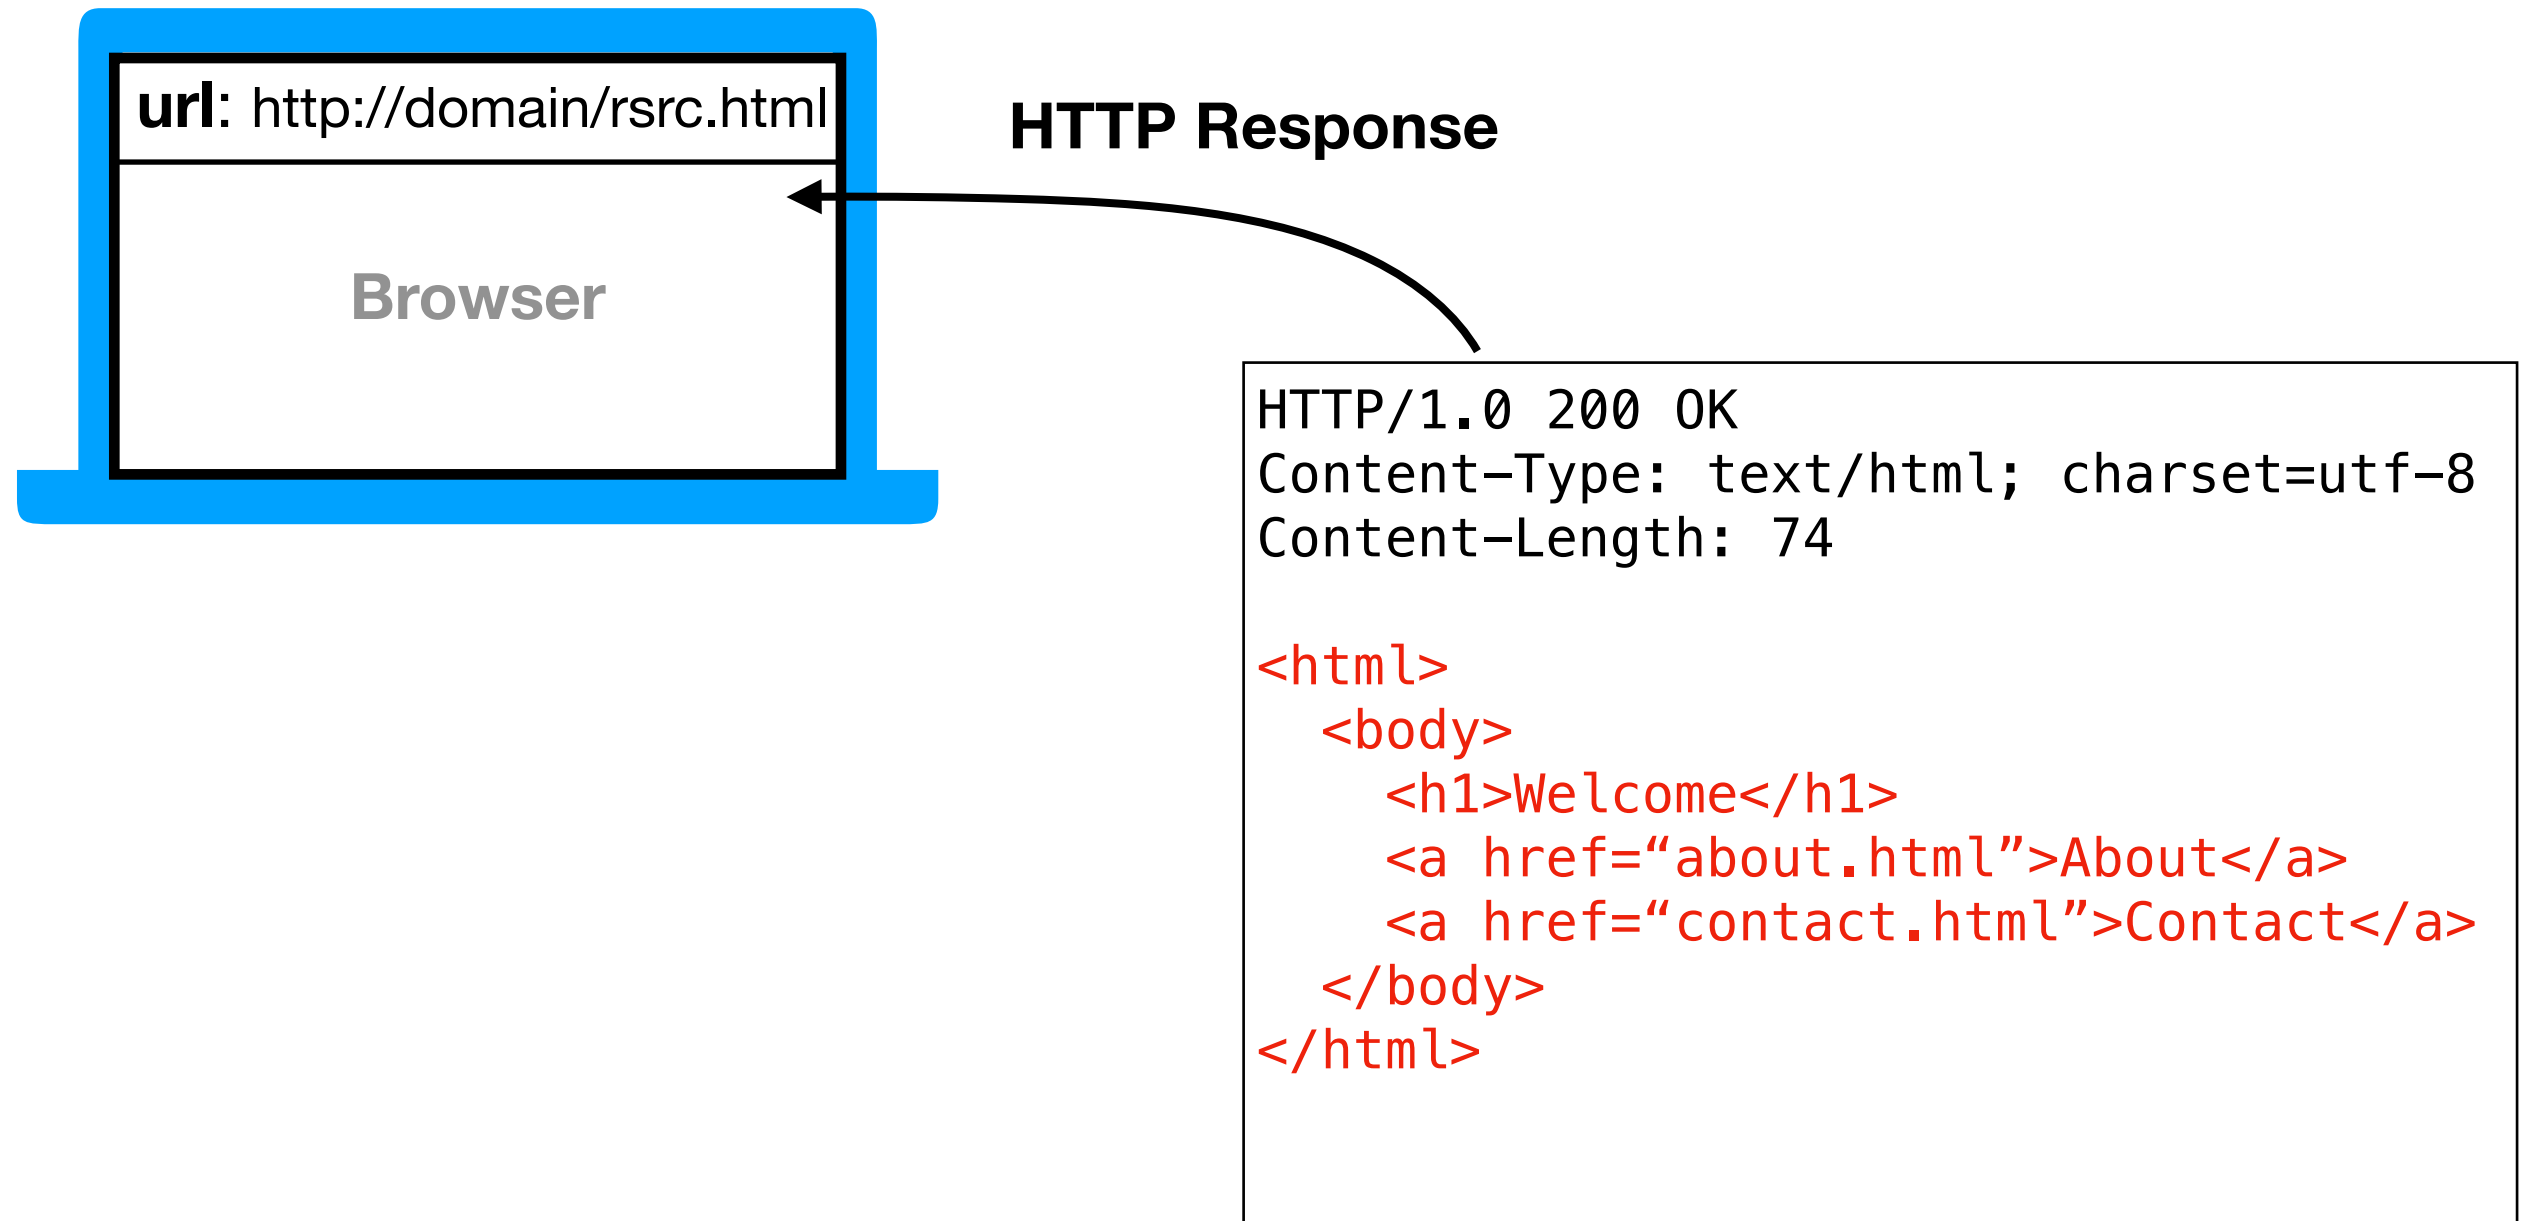 url: http://domain/rsrc.html
HTTP Response
Browser
HTTP/1.0 200 OK
Content-Type: text/html; charset=utf-8
Content-Length: 74

<html>
  <body>
    <h1>Welcome</h1>
    <a href=“about.html”>About</a>
    <a href=“contact.html”>Contact</a>
  </body>
</html>